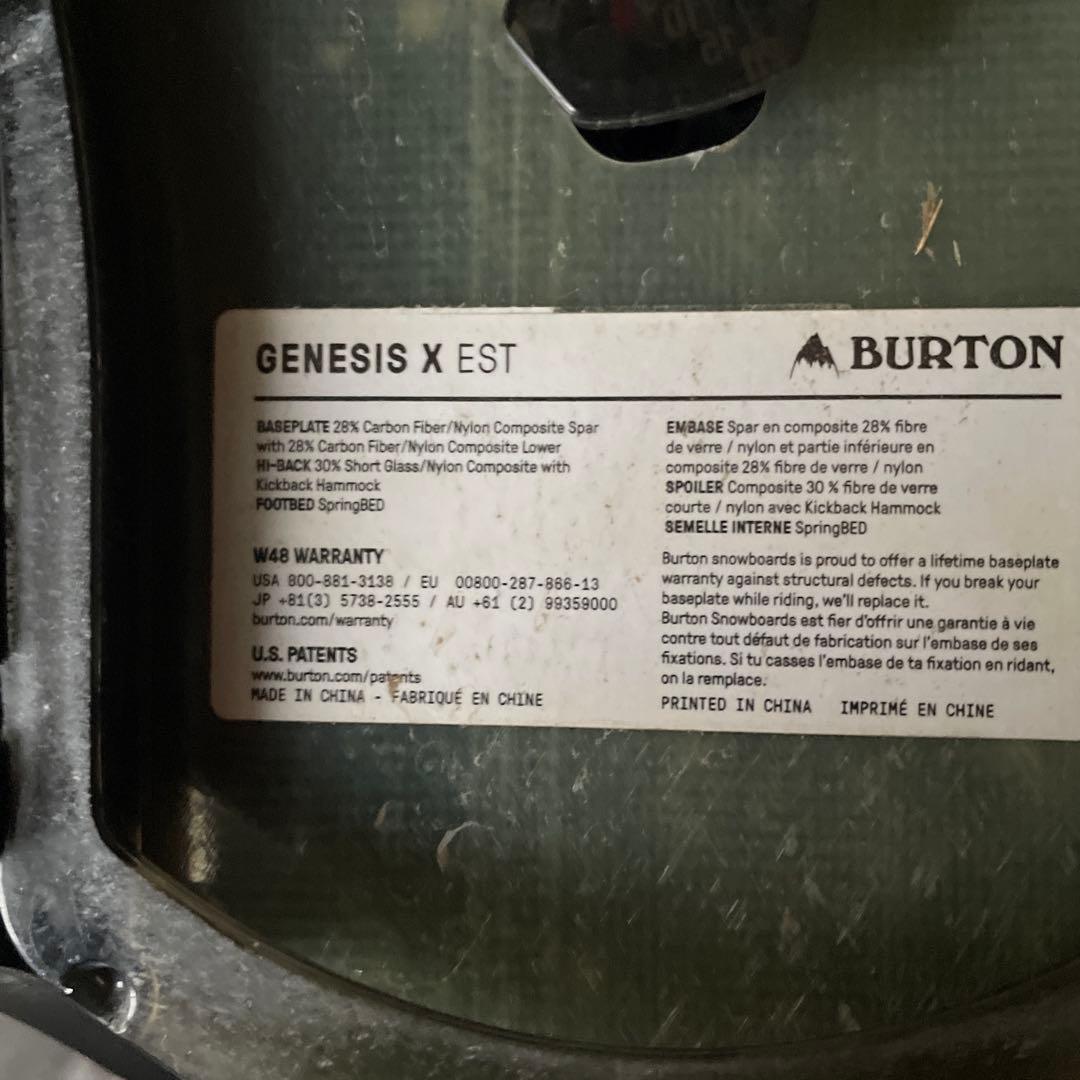 GENESIS X EST
BURTON
BASEPLATE 28% Carbon Fiber/Nylon Composite Spar
with 28% Carbon Fiber/Nylon Composite Lower
HI-BACK 30% Short Glass/Nylon Composite with
Kickback Hammock
FOOTBED SpringBED
W48 WARRANTY
USA 800-881-3138 / EU 00800-287-866-13
JP +81(3) 5738-2555 / AU +61 (2) 99359000
burton.com/warranty
U.S. PATENTS
www.burton.com/patents
MADE IN CHINA - FABRIQUÉ EN CHINE
EMBASE Spar en composite 28% fibre
de verre / nylon et partie inférieure en
composite 28% fibre de verre / nylon
SPOILER Composite 30 % fibre de verre
courte / nylon avec Kickback Hammock
SEMELLE INTERNE SpringBED
Burton snowboards is proud to offer a lifetime baseplate
warranty against structural defects. If you break your
baseplate while riding, we'll replace it.
Burton Snowboards est fier d'offrir une garantie à vie
contre tout défaut de fabrication sur l'embase de ses
fixations. Si tu casses l'embase de ta fixation en ridant,
on la remplace.
PRINTED IN CHINA IMPRIMÉ EN CHINE